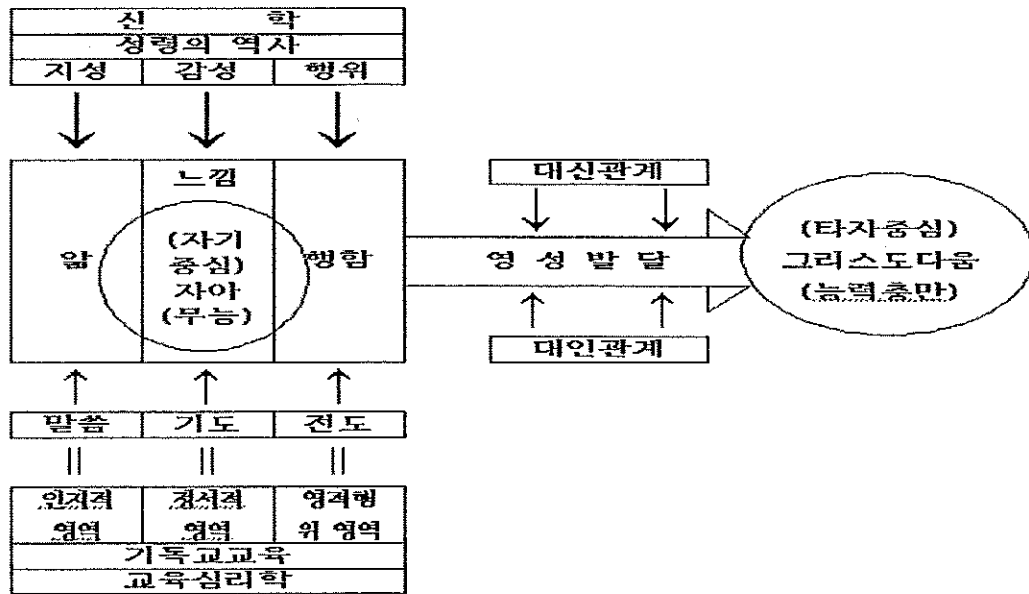 신 학
성령의 역사
지성 감성 행위
느낌
앎 (자기 중심) 자아 (무능) 행함
대신관계
영 성 발 달
대인관계
(타자중심)
그리스도다움
(능력충만)
말씀 기도 전도
인지적 정서적 영적행
영역 영역 위 영역
기독교교육
교육심리학